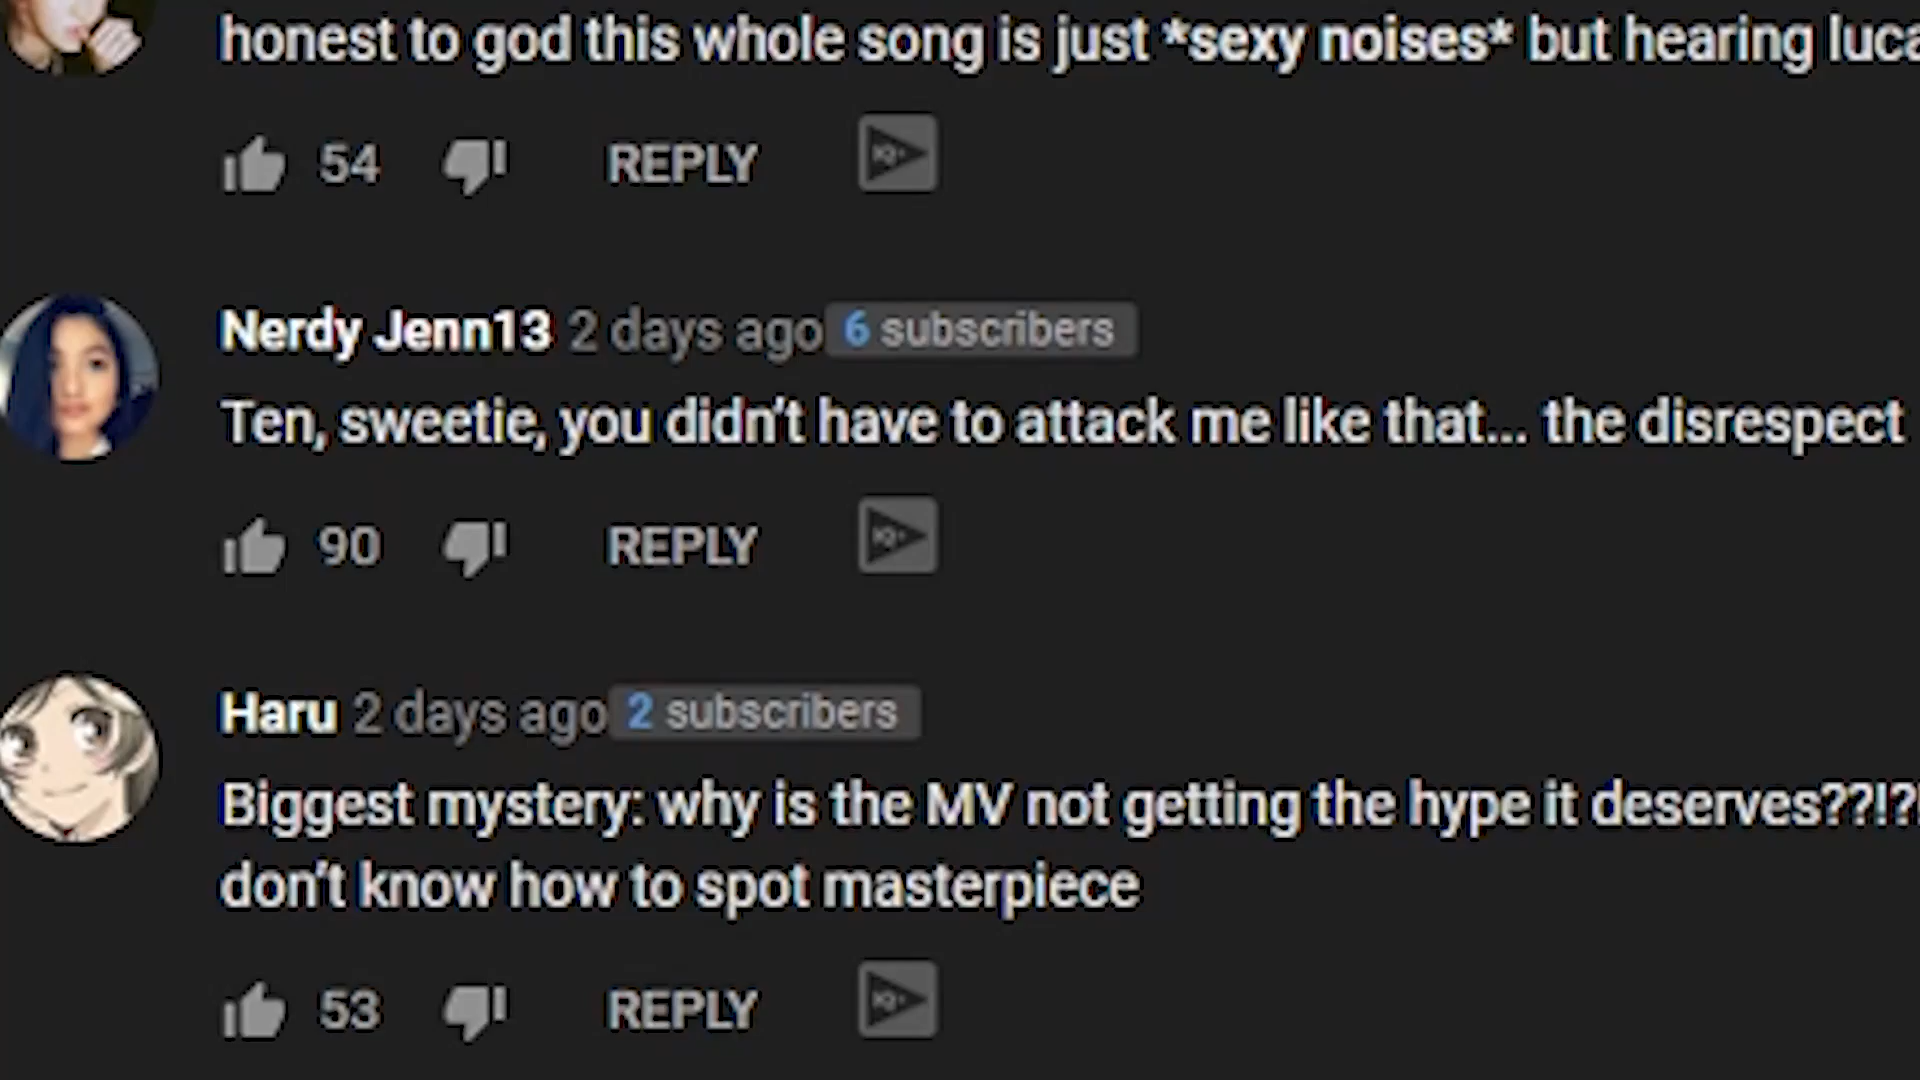 honest to god this whole song is just *sexy noises* but hearing
54 REPLY
Nerdy Jenn13 2 days ago 6 subscribers
Ten, sweetie, you didn't have to attack me like that... the disrespect
90 REPLY
Haru 2 days ago 2 subscribers
Biggest mystery: why is the MV not getting the hype it deserves??!?!
don't know how to spot masterpiece
53 REPLY